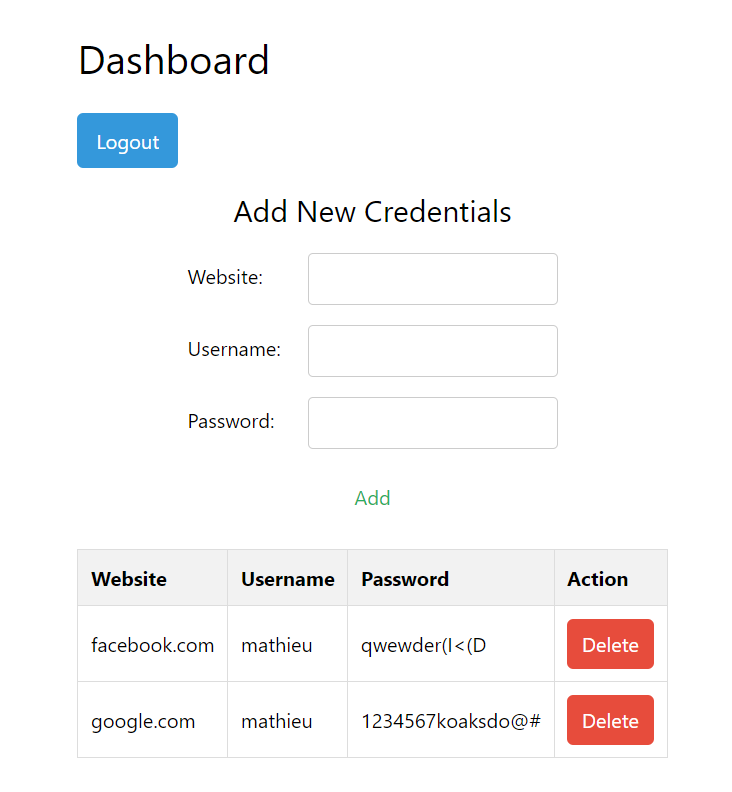 Dashboard
Logout
Add New Credentials
Website:
Username:
Password:
Add
Website Username Password Action
facebook.com mathieu qwewder(I<(D Delete
google.com mathieu 1234567koaksdo@# Delete